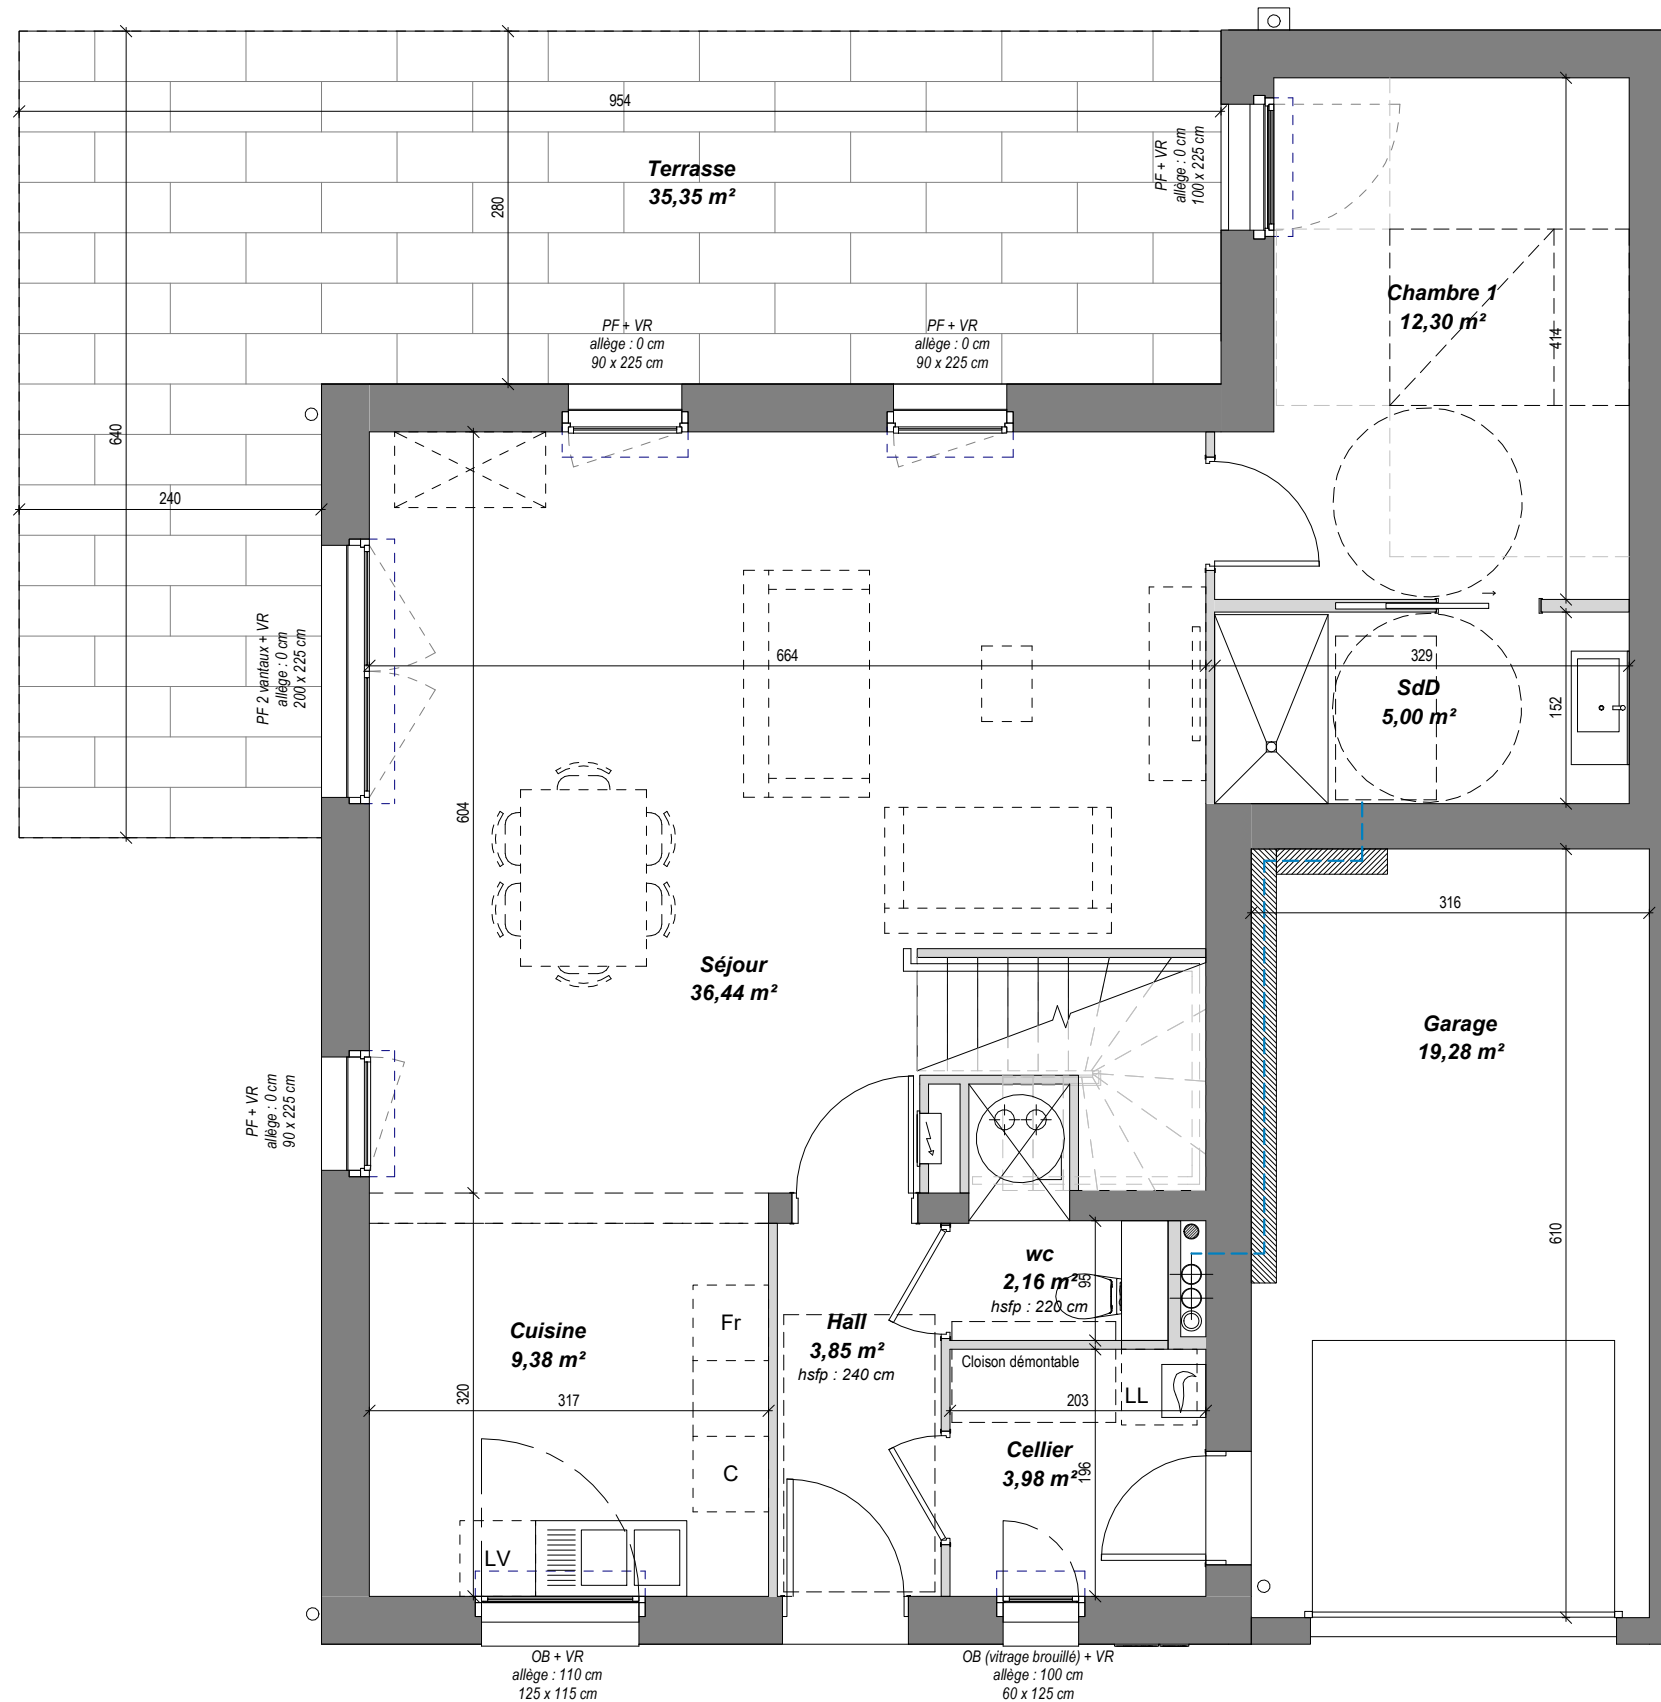 954
Terrasse
35,35 m²
280
PF + VR
allège : 0 cm
100 x 225 cm
Chambre 1
12,30 m²
414
PF + VR
allège : 0 cm
90 x 225 cm
PF + VR
allège : 0 cm
90 x 225 cm
640
240
PF 2 vantaux + VR
allège : 0 cm
200 x 225 cm
664
329
SdD
5,00 m²
152
604
316
Séjour
36,44 m²
Garage
19,28 m²
PF + VR
allège : 0 cm
90 x 225 cm
610
wc
2,16 m²
hsfp : 220 cm
95
Fr
Hall
3,85 m²
hsfp : 240 cm
Cuisine
9,38 m²
Cloison démontable
320
317
203
LL
C
Cellier
3,98 m²
196
LV
OB + VR
allège : 110 cm
125 x 115 cm
OB (vitrage brouillé) + VR
allège : 100 cm
60 x 125 cm